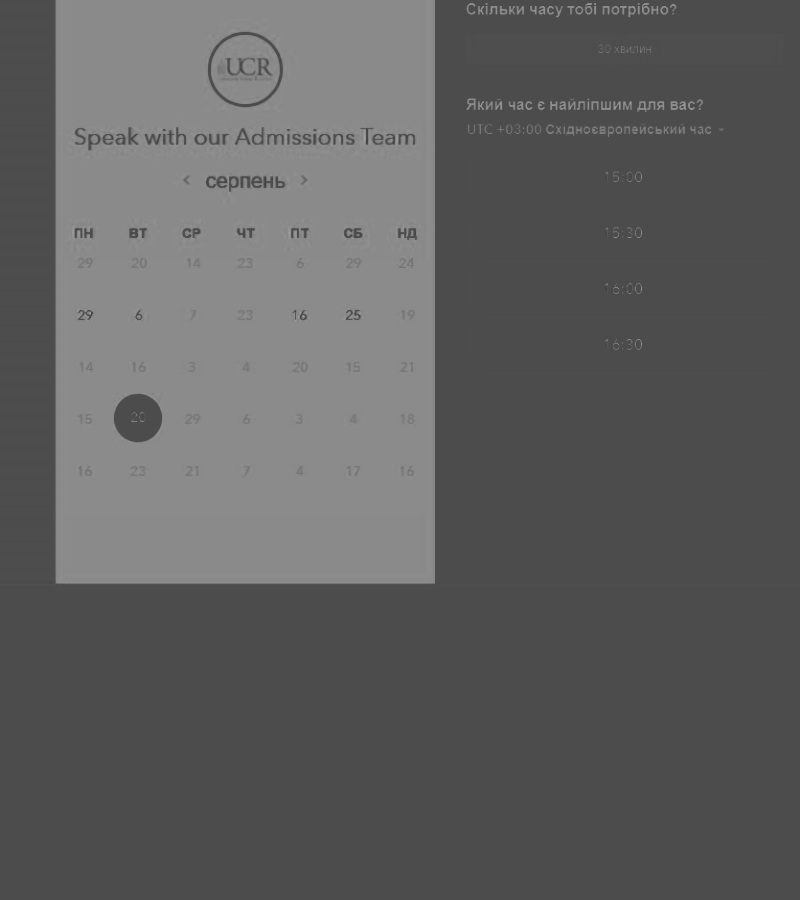 UCR
Speak with our Admissions Team
серпень
ПН ВТ СР ЧТ ПТ СБ НД
29 20 14 23 6 29 24
29 6 7 23 16 25 19
14 16 3 4 20 15 21
15 20 29 6 3 4 18
16 23 21 7 4 17 16
Скільки часу тобі потрібно?
30 хвилин
Який час є найліпшим для вас?
UTC +03:00 Східноєвропейський час
15:00
15:30
16:00
16:30